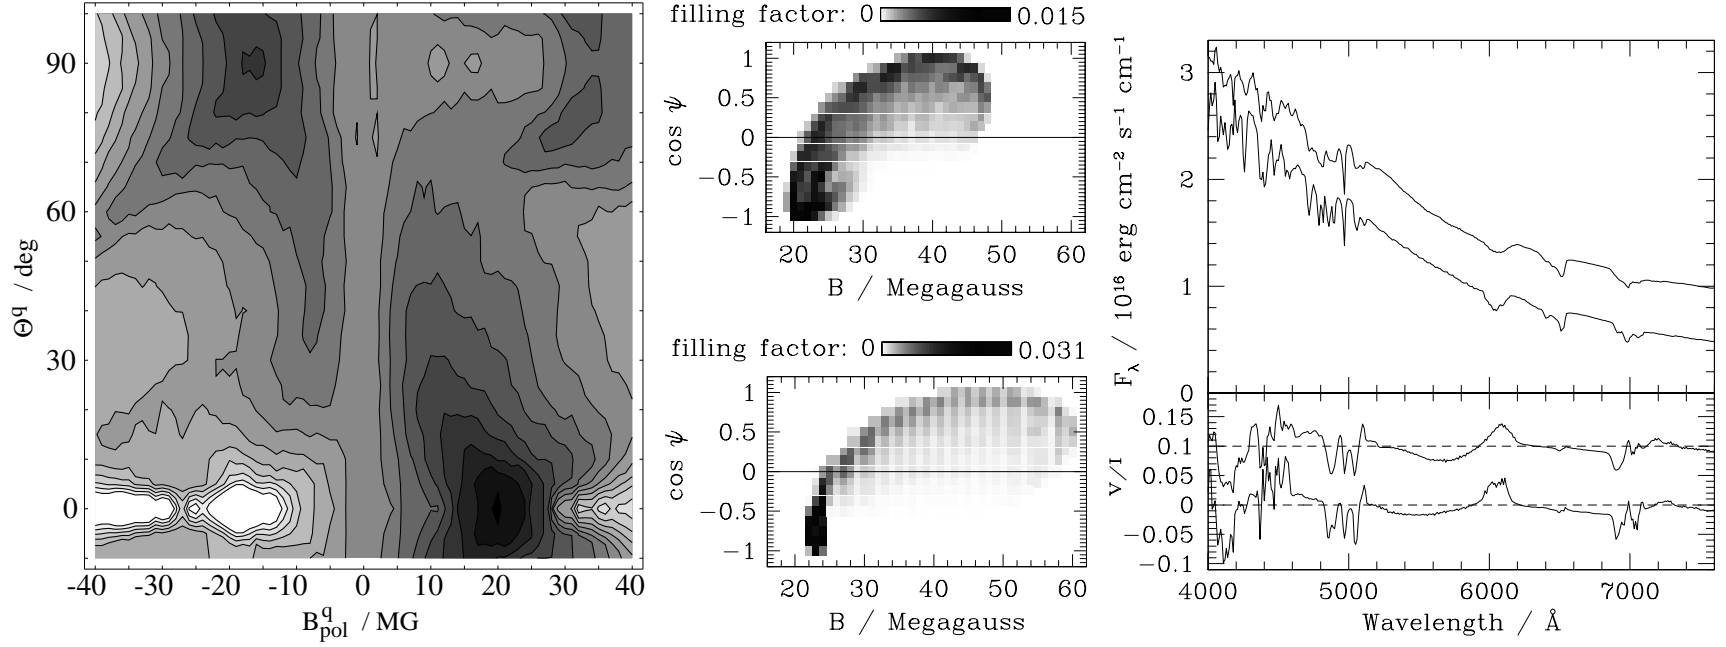 90
60
30
0
Θq / deg
-40 -30 -20 -10 0 10 20 30 40
Bqpol / MG
filling factor: 0 0.015
1
0.5
0
−0.5
−1
cos ψ
20 30 40 50 60
B / Megagauss
filling factor: 0 0.031
1
0.5
0
−0.5
−1
cos ψ
20 30 40 50 60
B / Megagauss
3
2
1
0
Fλ / 1016 erg cm−2 s−1 cm−1
0.15
0.1
0.05
0
−0.05
−0.1
V/I
4000 5000 6000 7000
Wavelength / Å